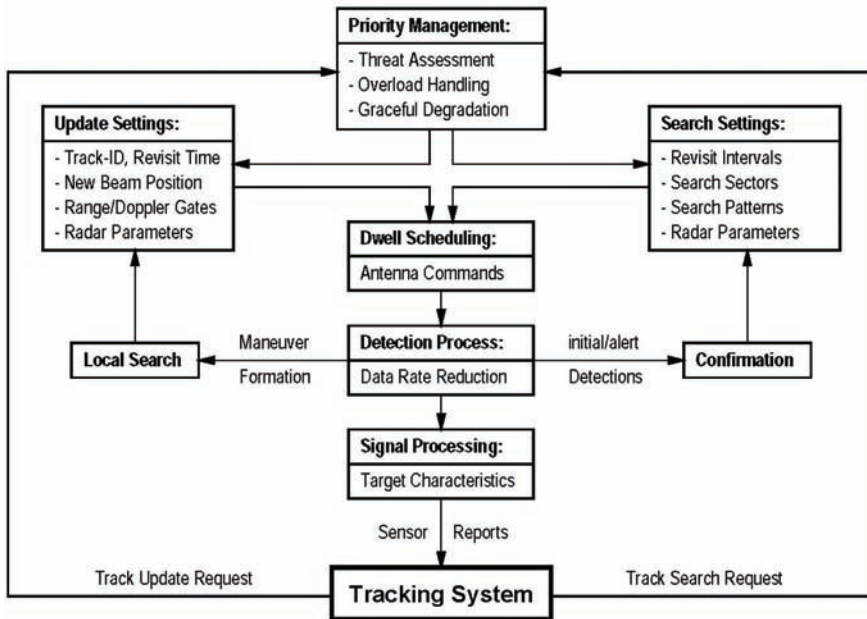 Priority Management:
- Threat Assessment
- Overload Handling
- Graceful Degradation
Update Settings:
- Track-ID, Revisit Time
- New Beam Position
- Range/Doppler Gates
- Radar Parameters
Search Settings:
- Revisit Intervals
- Search Sectors
- Search Patterns
- Radar Parameters
Dwell Scheduling:
Antenna Commands
Local Search
Maneuver
Formation
Detection Process:
Data Rate Reduction
initial/alert
Detections
Confirmation
Signal Processing:
Target Characteristics
Sensor Reports
Track Update Request
Tracking System
Track Search Request